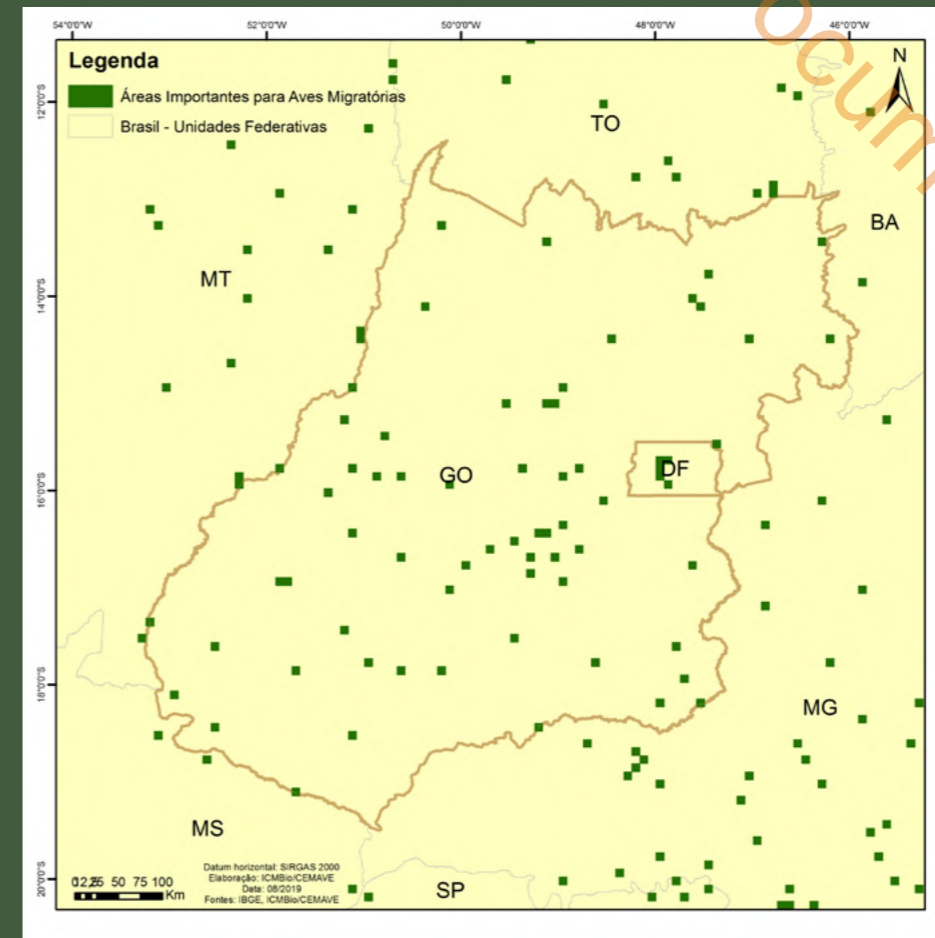 54°0'0"W 52°0'0"W 50°0'0"W 48°0'0"W 46°0'0"W
ocum
Legenda
Áreas Importantes para Aves Migratórias
Brasil - Unidades Federativas
N
12°0'0"S
TO
BA
MT
14°0'0"S
GO
DF
16°0'0"S
18°0'0"S
MG
MS
SP
20°0'0"S
Datum horizontal: SIRGAS 2000
Elaboração: ICMBio/CEMAVE
Data: 08/2019
Fontes: IBGE, ICMBio/CEMAVE
50 75 100
Km